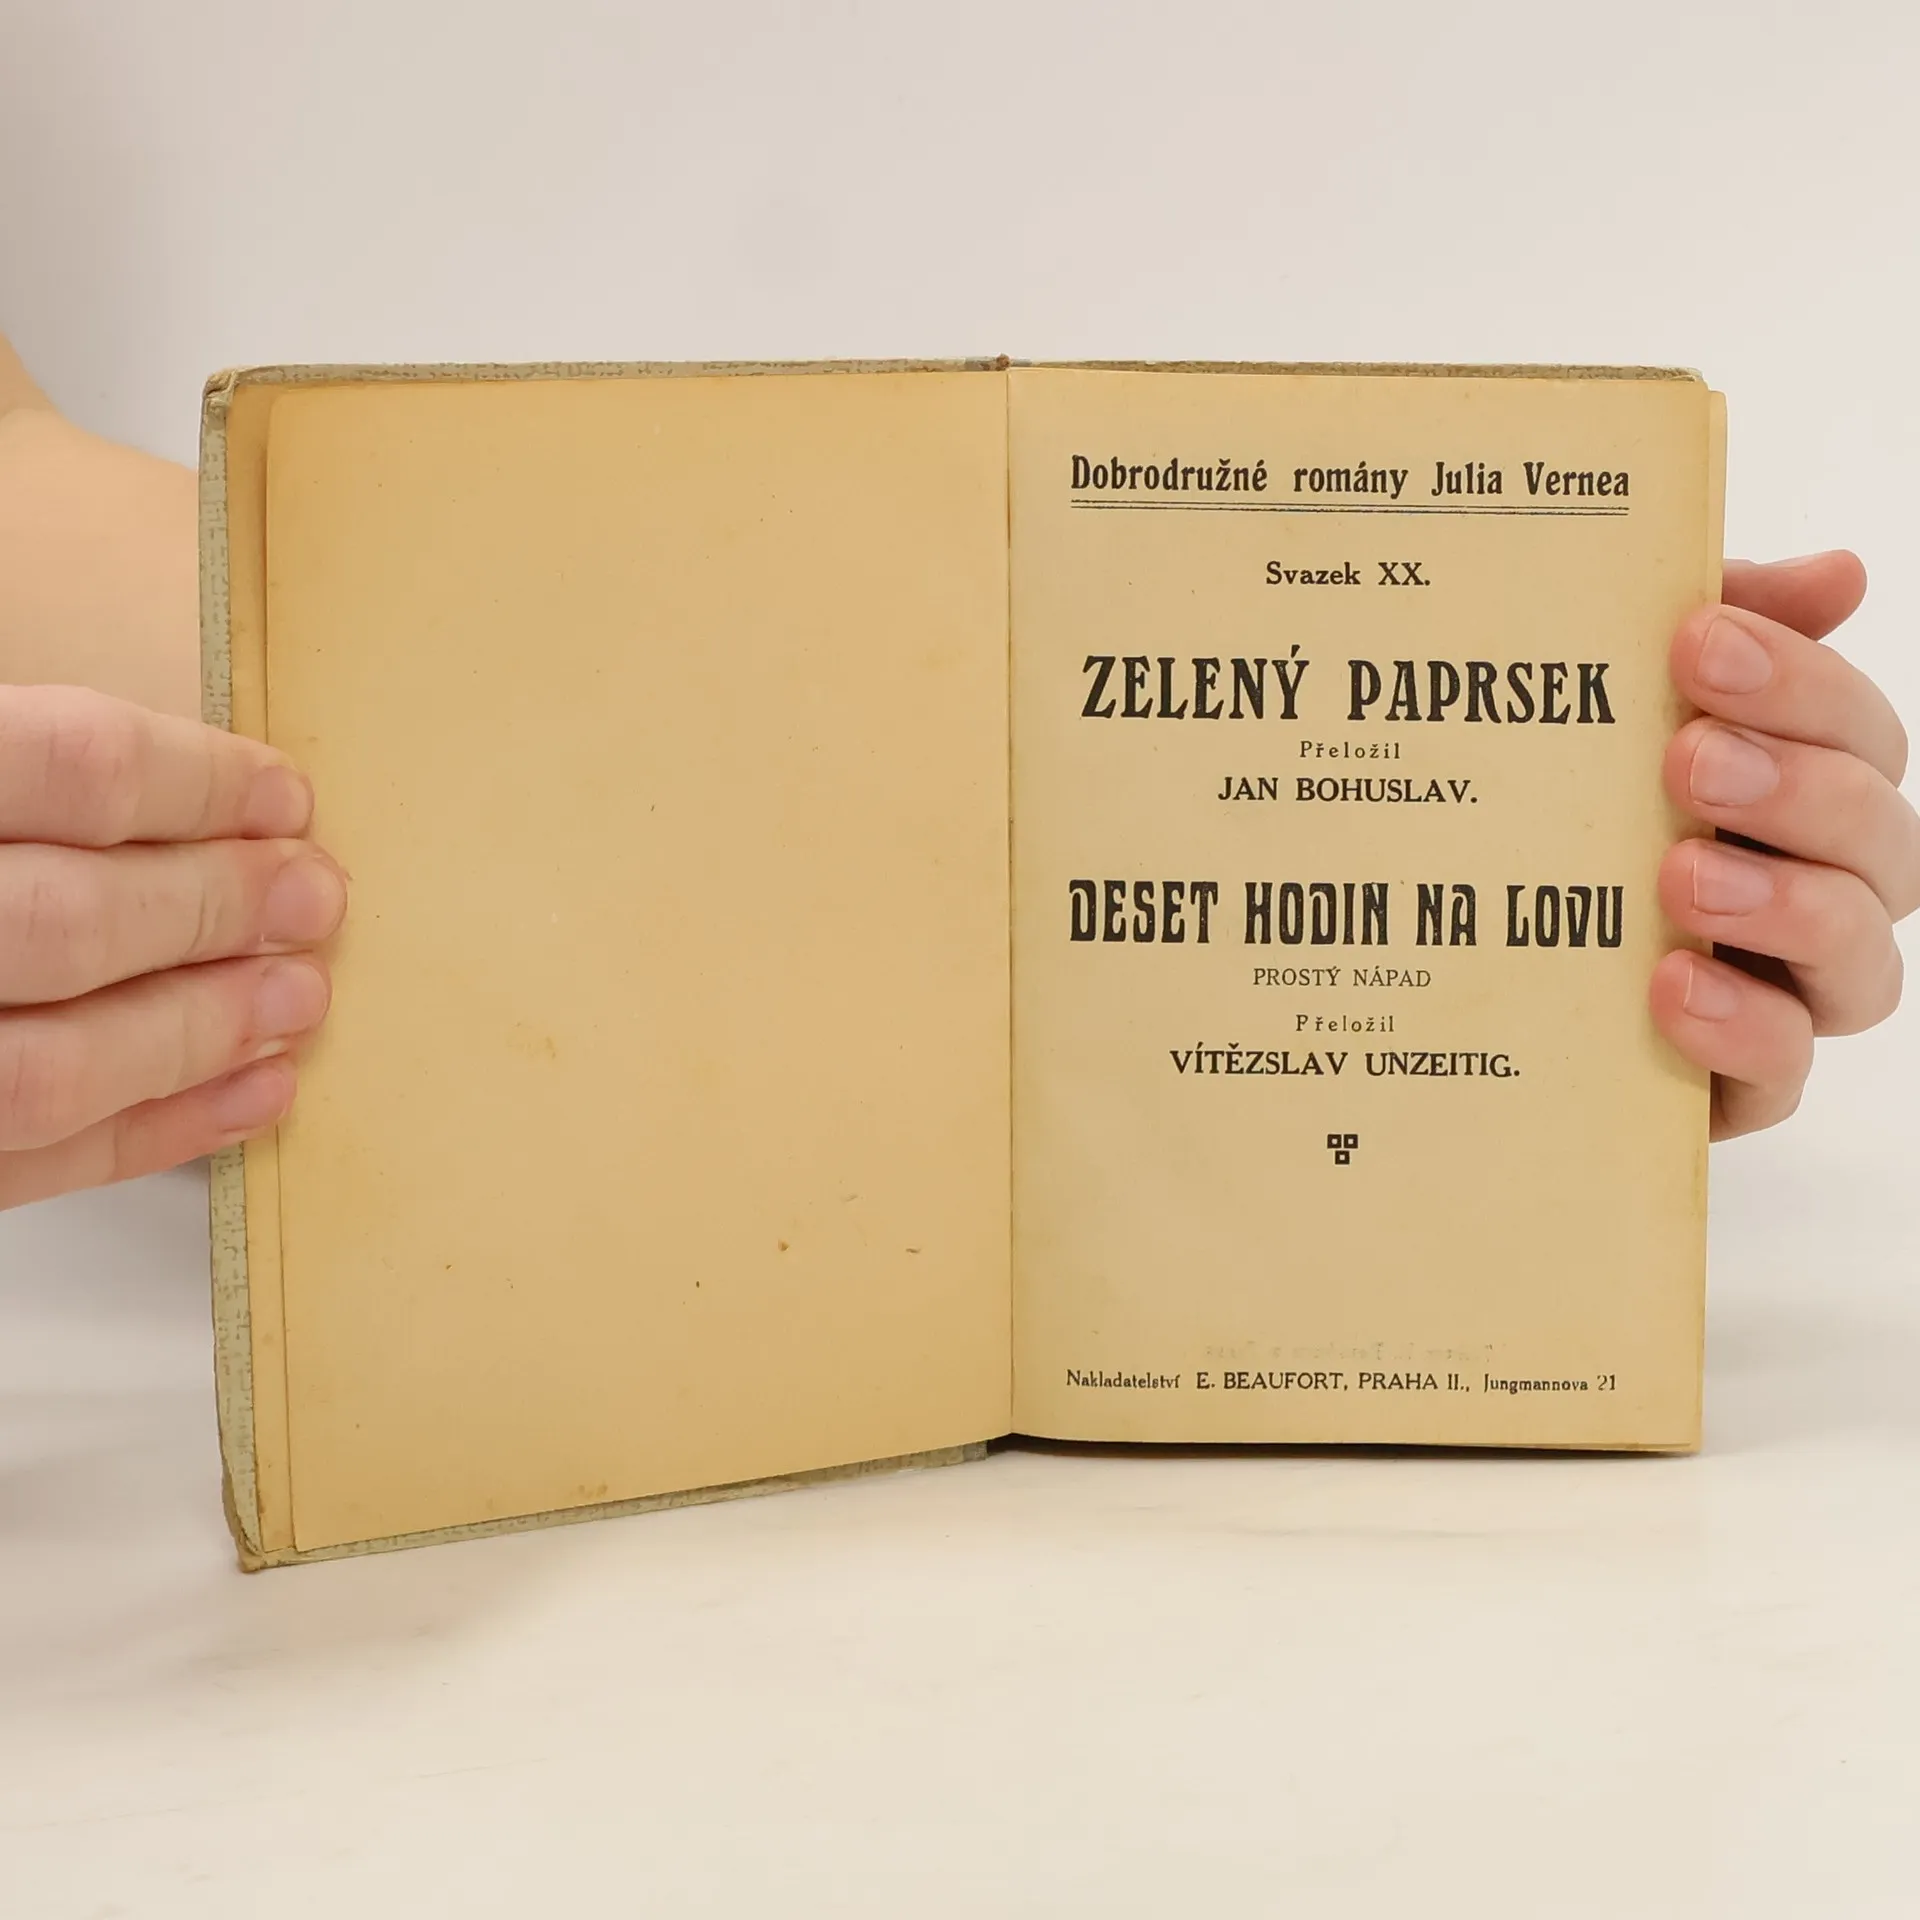 Dobrodružné romány Julia Vernea
Svazek XX.
ZELENÝ PAPRSEK
Přeložil
JAN BOHUSLAV.
DESET HODIN NA LOVU
PROSTÝ NÁPAD
Přeložil
VÍTĚZSLAV UNZEITIG.
Nakladatelství E. BEAUFORT, PRAHA II., Jungmannova 21